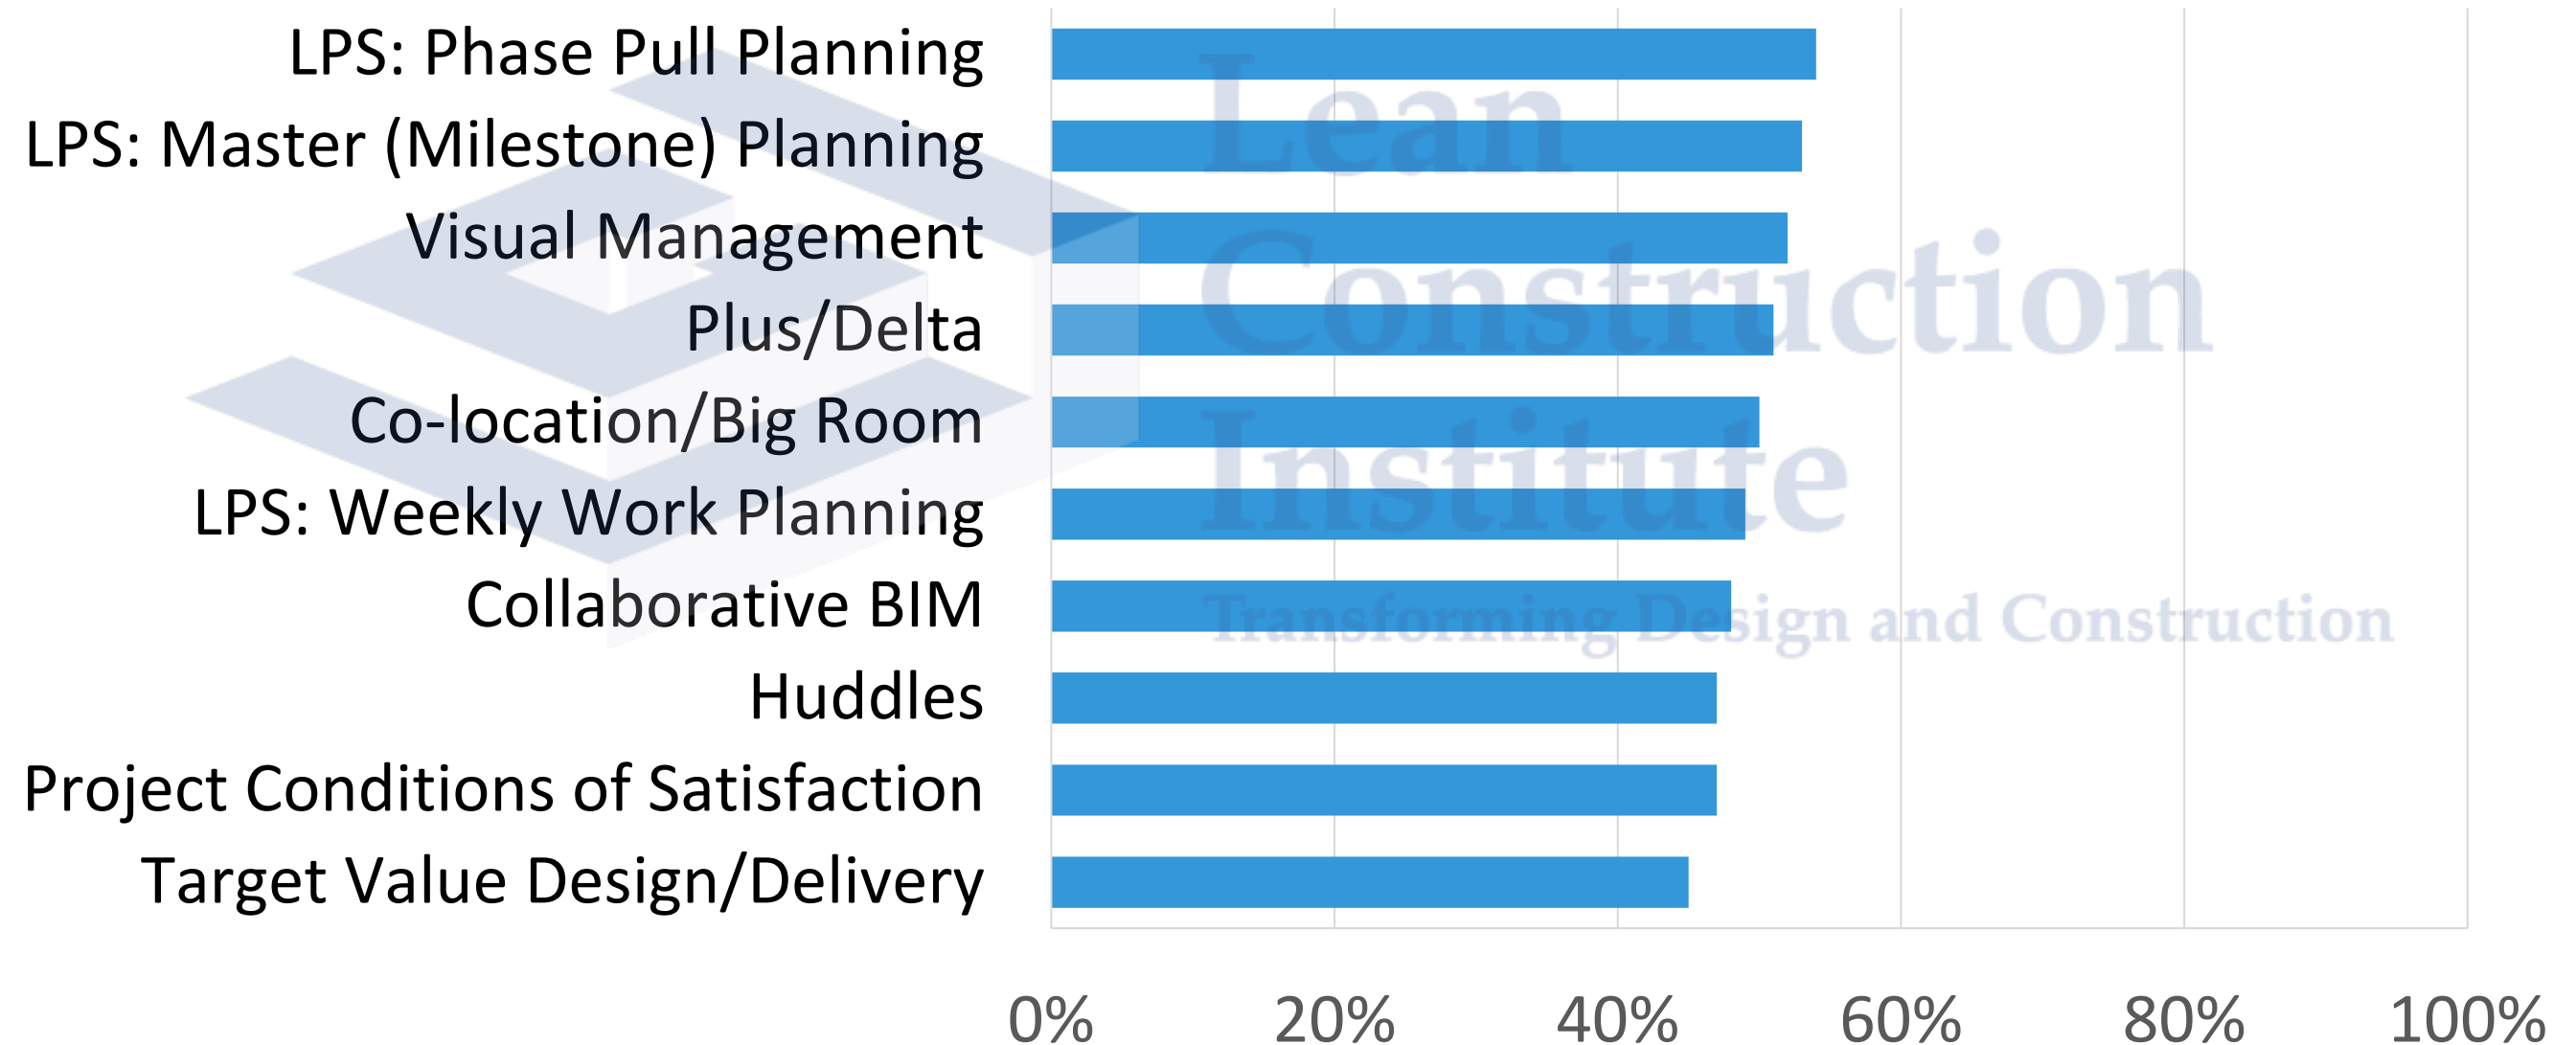 LPS: Phase Pull Planning
LPS: Master (Milestone) Planning
Visual Management
Plus/Delta
Co-location/Big Room
LPS: Weekly Work Planning
Collaborative BIM
Huddles
Project Conditions of Satisfaction
Target Value Design/Delivery
0% 20% 40% 60% 80% 100%
Lean
Construction
Institute
Transforming Design and Construction